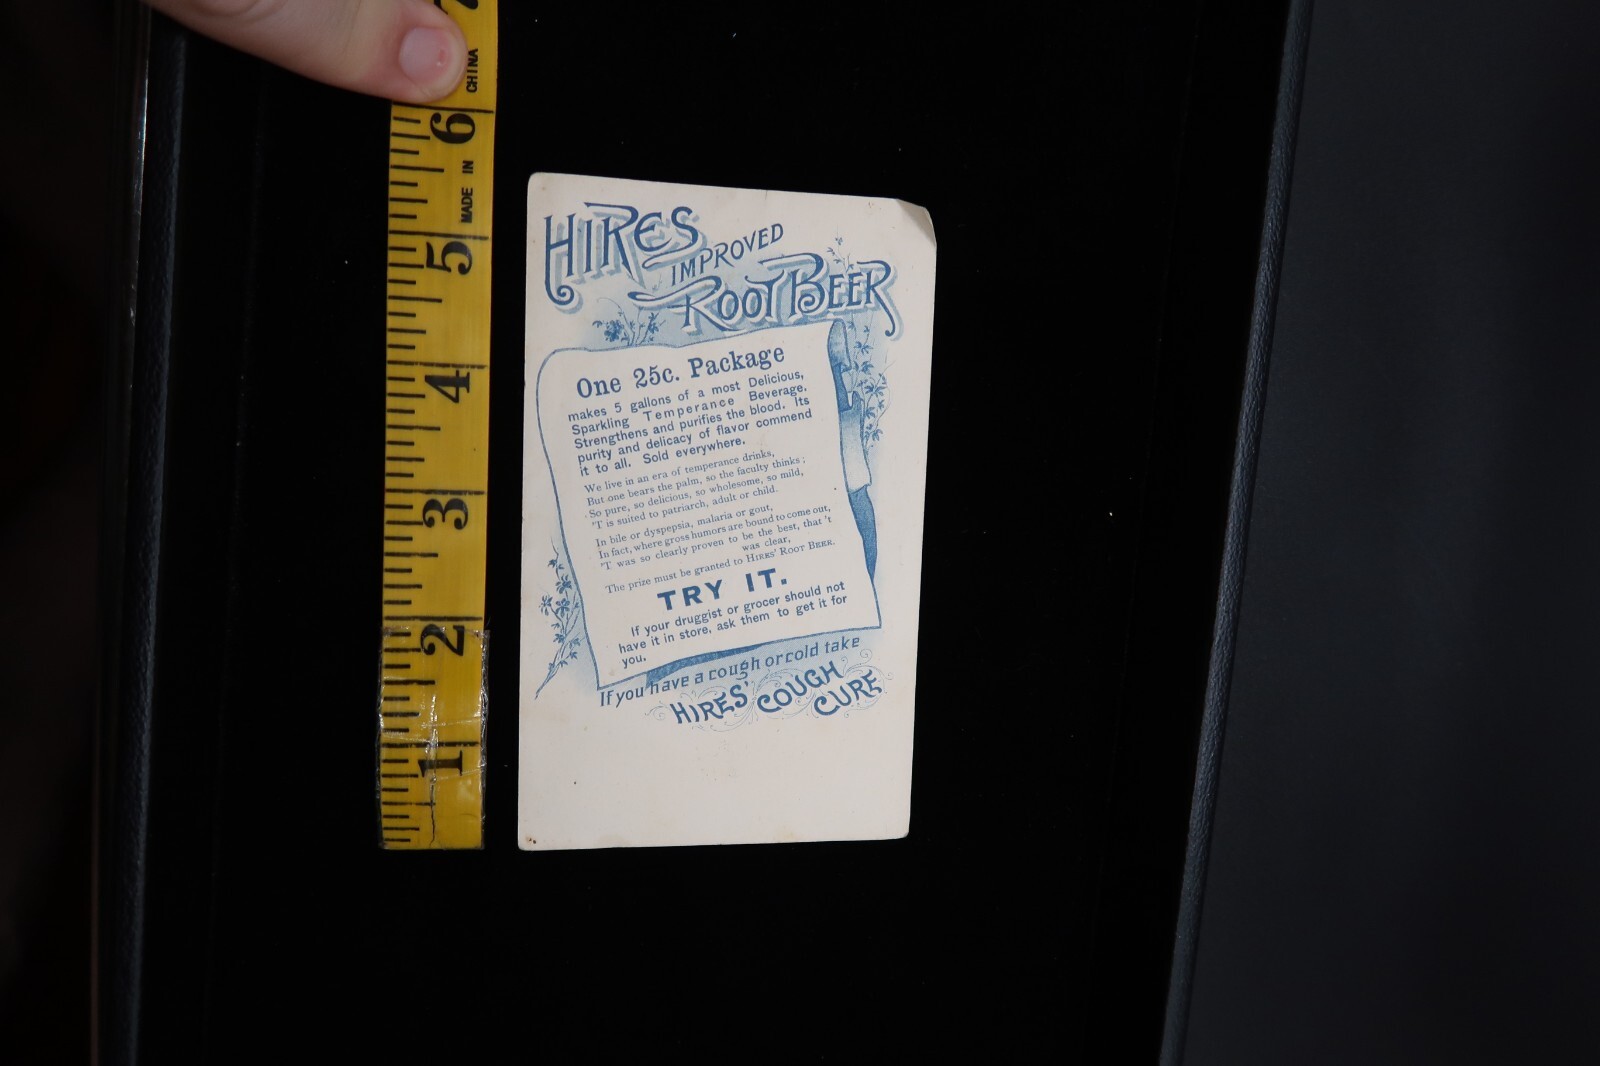 7
CHINA
6
MADE IN
5
4
3
2
1
HIRES
IMPROVED
ROOT BEER
One 25c. Package
makes 5 gallons of a most Delicious,
Sparkling Temperance Beverage.
Strengthens and purifies the blood. Its
purity and delicacy of flavor commend
it to all. Sold everywhere.
We live in an era of temperance drinks,
But one bears the palm, so the faculty thinks;
So pure, so delicious, so wholesome, so mild,
'T is suited to patriarch, adult or child.
In bile or dyspepsia, malaria or gout,
In fact, where gross humors are bound to come out,
'T was so clearly proven to be the best, that 't
was clear,
The prize must be granted to HIRES' ROOT BEER.
TRY IT.
If your druggist or grocer should not
have it in store, ask them to get it for
you.
If you have a cough or cold take
HIRES' COUGH
CURE